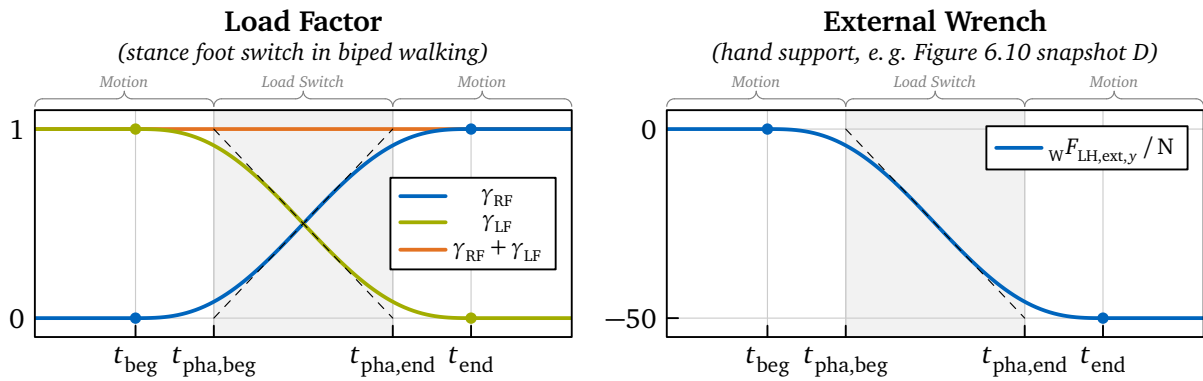 Load Factor
(stance foot switch in biped walking)
Motion
Load Switch
Motion
1
0
γRF
γLF
γRF + γLF
tbeg
tpha,beg
tpha,end
tend
External Wrench
(hand support, e. g. Figure 6.10 snapshot D)
Motion
Load Switch
Motion
0
−50
WFLH,ext,y / N
tbeg
tpha,beg
tpha,end
tend